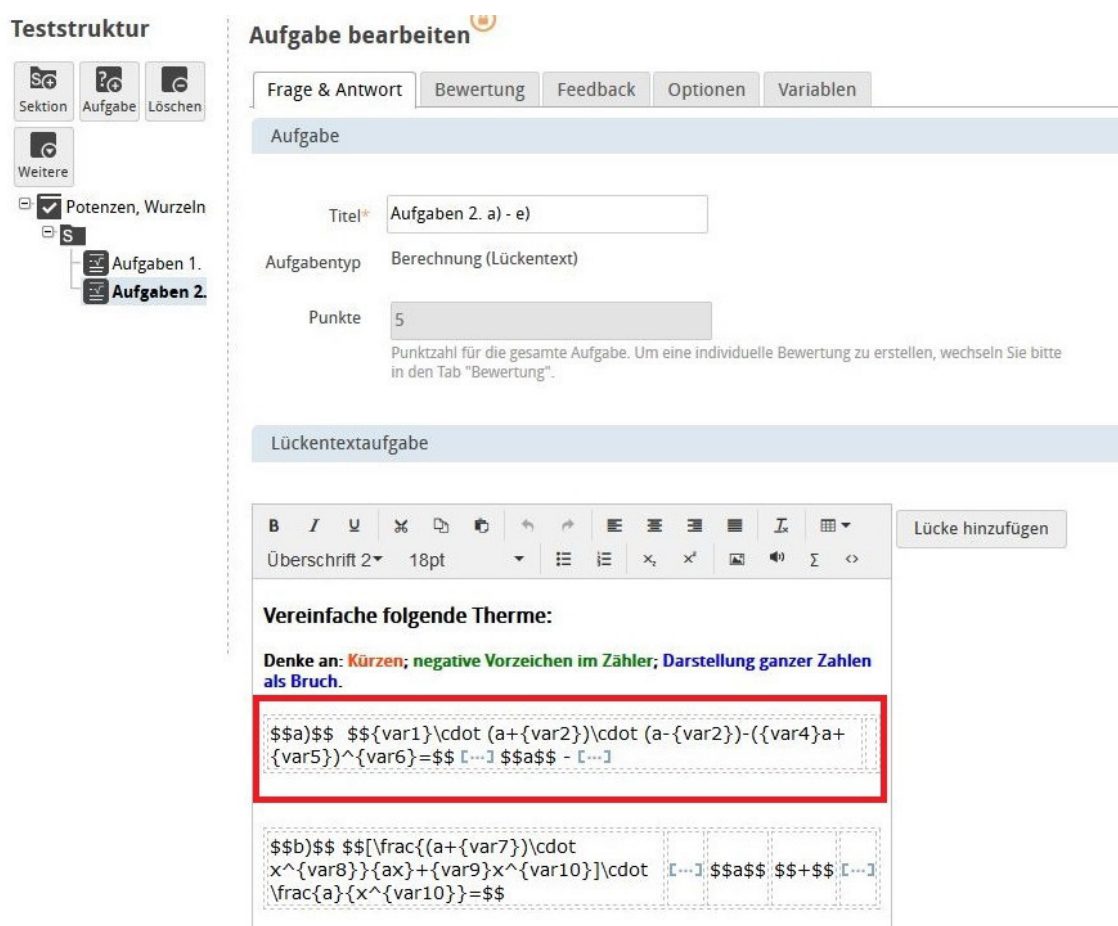 Teststruktur
Sektion Aufgabe Löschen
Weitere
Potenzen, Wurzeln
S
Aufgaben 1.
Aufgaben 2.
Aufgabe bearbeiten
Frage & Antwort Bewertung Feedback Optionen Variablen
Aufgabe
Titel* Aufgaben 2. a) - e)
Aufgabentyp Berechnung (Lückentext)
Punkte 5
Punktzahl für die gesamte Aufgabe. Um eine individuelle Bewertung zu erstellen, wechseln Sie bitte
in den Tab "Bewertung".
Lückentextaufgabe
B I U
Lücke hinzufügen
Überschrift 2 18pt
Vereinfache folgende Therme:
Denke an: Kürzen; negative Vorzeichen im Zähler; Darstellung ganzer Zahlen
als Bruch.
$$a)$$ $${var1}\cdot (a+{var2})\cdot (a-{var2})-({var4}a+
{var5})^{var6}=$$ [...] $$a$$ - [...]
$$b)$$ $$[\frac{(a+{var7})\cdot
x^{var8}}{ax}+{var9}x^{var10}]\cdot [...] $$a$$ $$+$$ [...]
\frac{a}{x^{var10}}=$$